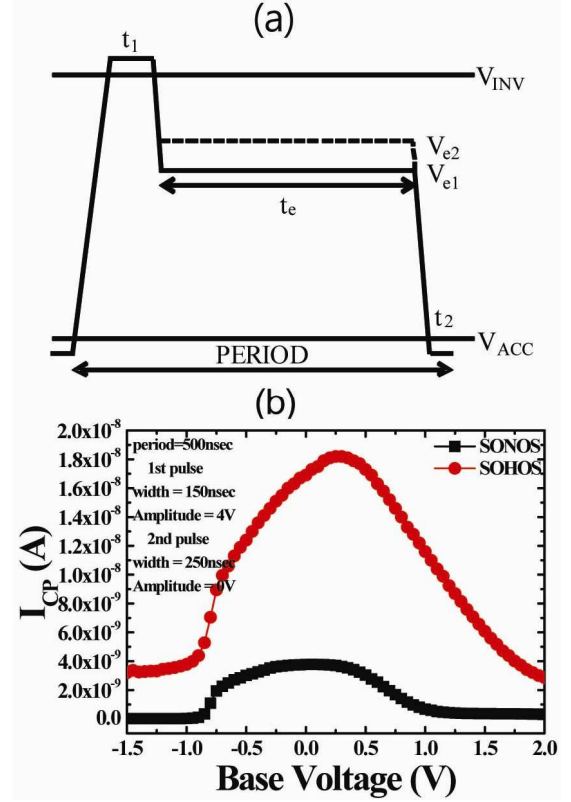 (a)
t1
VINV
Ve2
Ve1
te
t2
VACC
PERIOD
(b)
2.0x10-8
1.8x10-8
1.6x10-8
1.4x10-8
1.2x10-8
1.0x10-8
8.0x10-9
6.0x10-9
4.0x10-9
2.0x10-9
0.0
ICP (A)
period=500nsec
1st pulse
width = 150nsec
Amplitude = 4V
2nd pulse
width = 250nsec
Amplitude = 0V
SONOS
SOHOS
-1.5 -1.0 -0.5 0.0 0.5 1.0 1.5 2.0
Base Voltage (V)